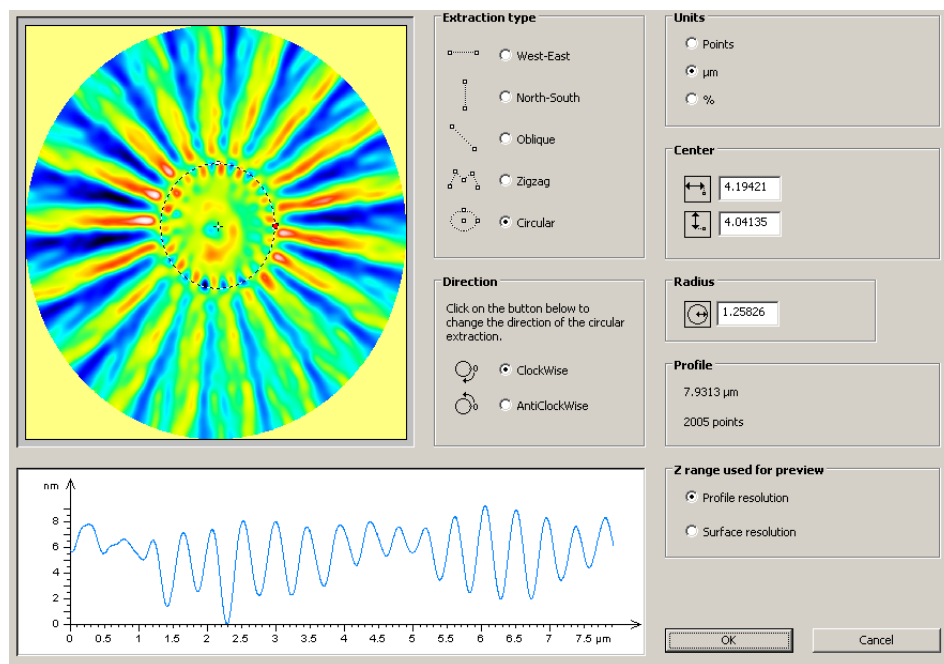 Extraction type
West-East
North-South
Oblique
Zigzag
Circular
Direction
Click on the button below to
change the direction of the circular
extraction.
ClockWise
AntiClockWise
Units
Points
µm
%
Center
4.19421
4.04135
Radius
1.25826
Profile
7.9313 µm
2005 points
Z range used for preview
Profile resolution
Surface resolution
nm
8
6
4
2
0
0 0.5 1 1.5 2 2.5 3 3.5 4 4.5 5 5.5 6 6.5 7 7.5 µm
OK Cancel